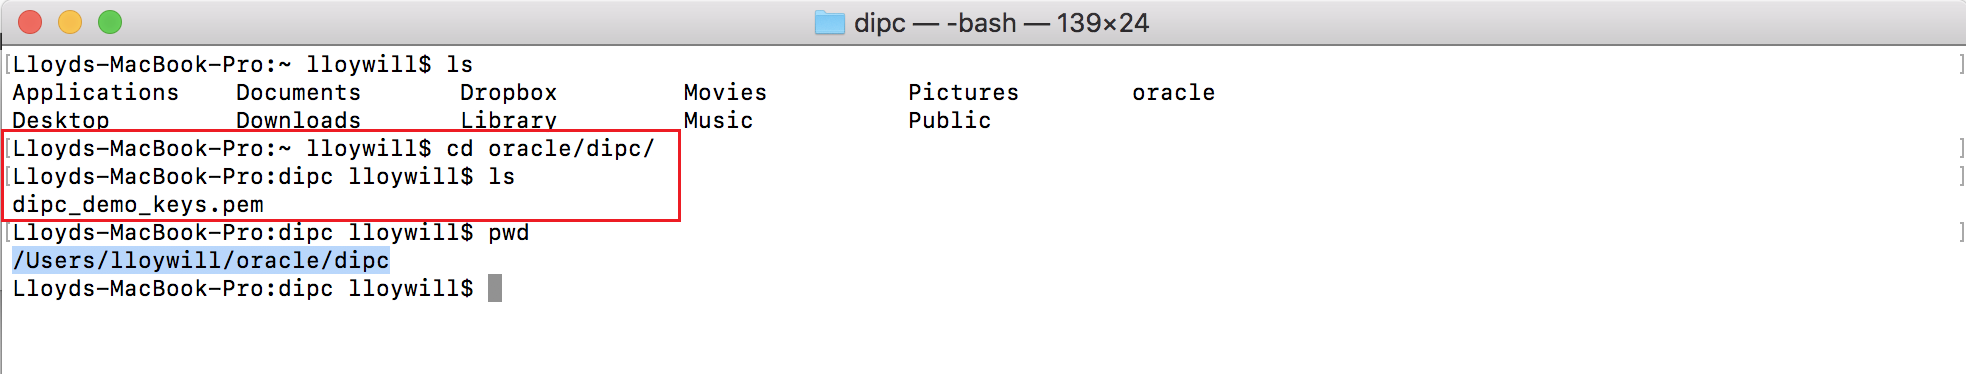 dipc — -bash — 139×24
Lloyds-MacBook-Pro:~ lloywill$ ls
Applications    Documents       Dropbox         Movies          Pictures        oracle
Desktop         Downloads       Library         Music           Public
Lloyds-MacBook-Pro:~ lloywill$ cd oracle/dipc/
Lloyds-MacBook-Pro:dipc lloywill$ ls
dipc_demo_keys.pem
Lloyds-MacBook-Pro:dipc lloywill$ pwd
/Users/lloywill/oracle/dipc
Lloyds-MacBook-Pro:dipc lloywill$